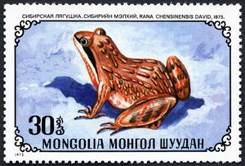 СИБИРСКАЯ ЛЯГУШКА. СИБИРИЙН МЭЛХИЙ. RANA CHENSINENSIS DAVID, 1875.
30
MONGOLIA МОНГОЛ ШУУДАН
1972